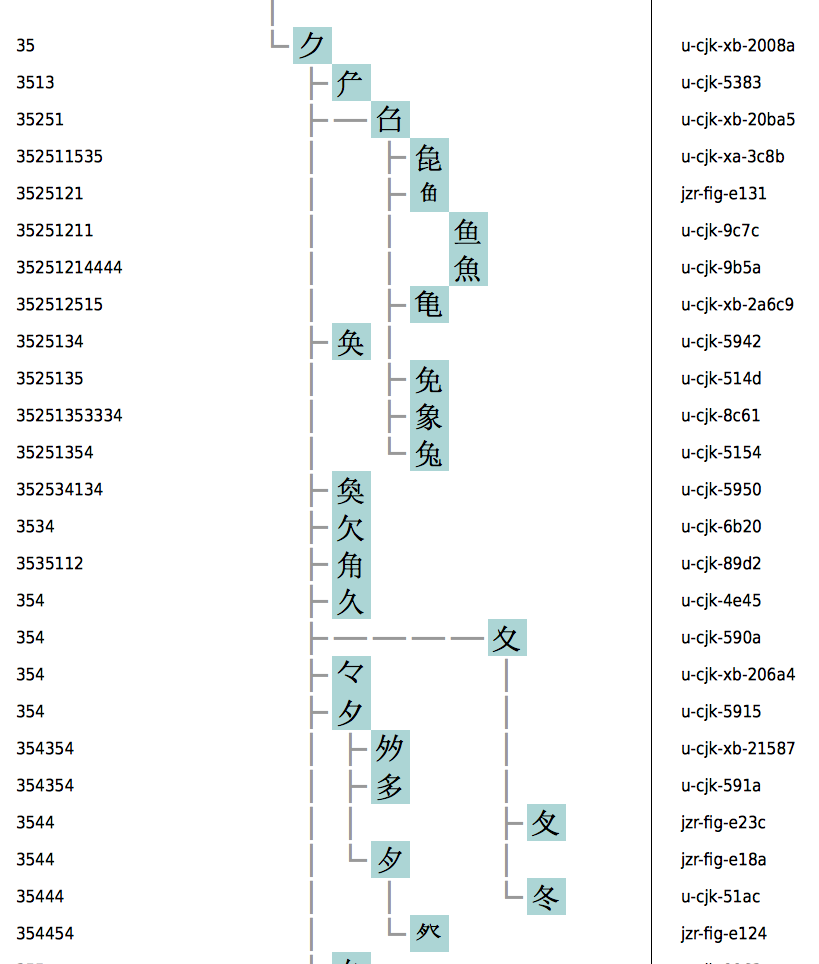 35 𠂊 u-cjk-xb-2008a
3513 厃 u-cjk-5383
35251 𠮥 u-cjk-xb-20ba5
352511535 㲋 u-cjk-xa-3c8b
3525121 jzr-fig-e131
35251211 鱼 u-cjk-9c7c
35251214444 魚 u-cjk-9b5a
352512515 𪛉 u-cjk-xb-2a6c9
3525134 奂 u-cjk-5942
3525135 免 u-cjk-514d
35251353334 象 u-cjk-8c61
35251354 兔 u-cjk-5154
352534134 奐 u-cjk-5950
3534 欠 u-cjk-6b20
3535112 角 u-cjk-89d2
354 久 u-cjk-4e45
354 夊 u-cjk-590a
354 𠚤 u-cjk-xb-206a4
354 夕 u-cjk-5915
354354 𡖇 u-cjk-xb-21587
354354 多 u-cjk-591a
3544 jzr-fig-e23c
3544 jzr-fig-e18a
35444 冬 u-cjk-51ac
354454 jzr-fig-e124